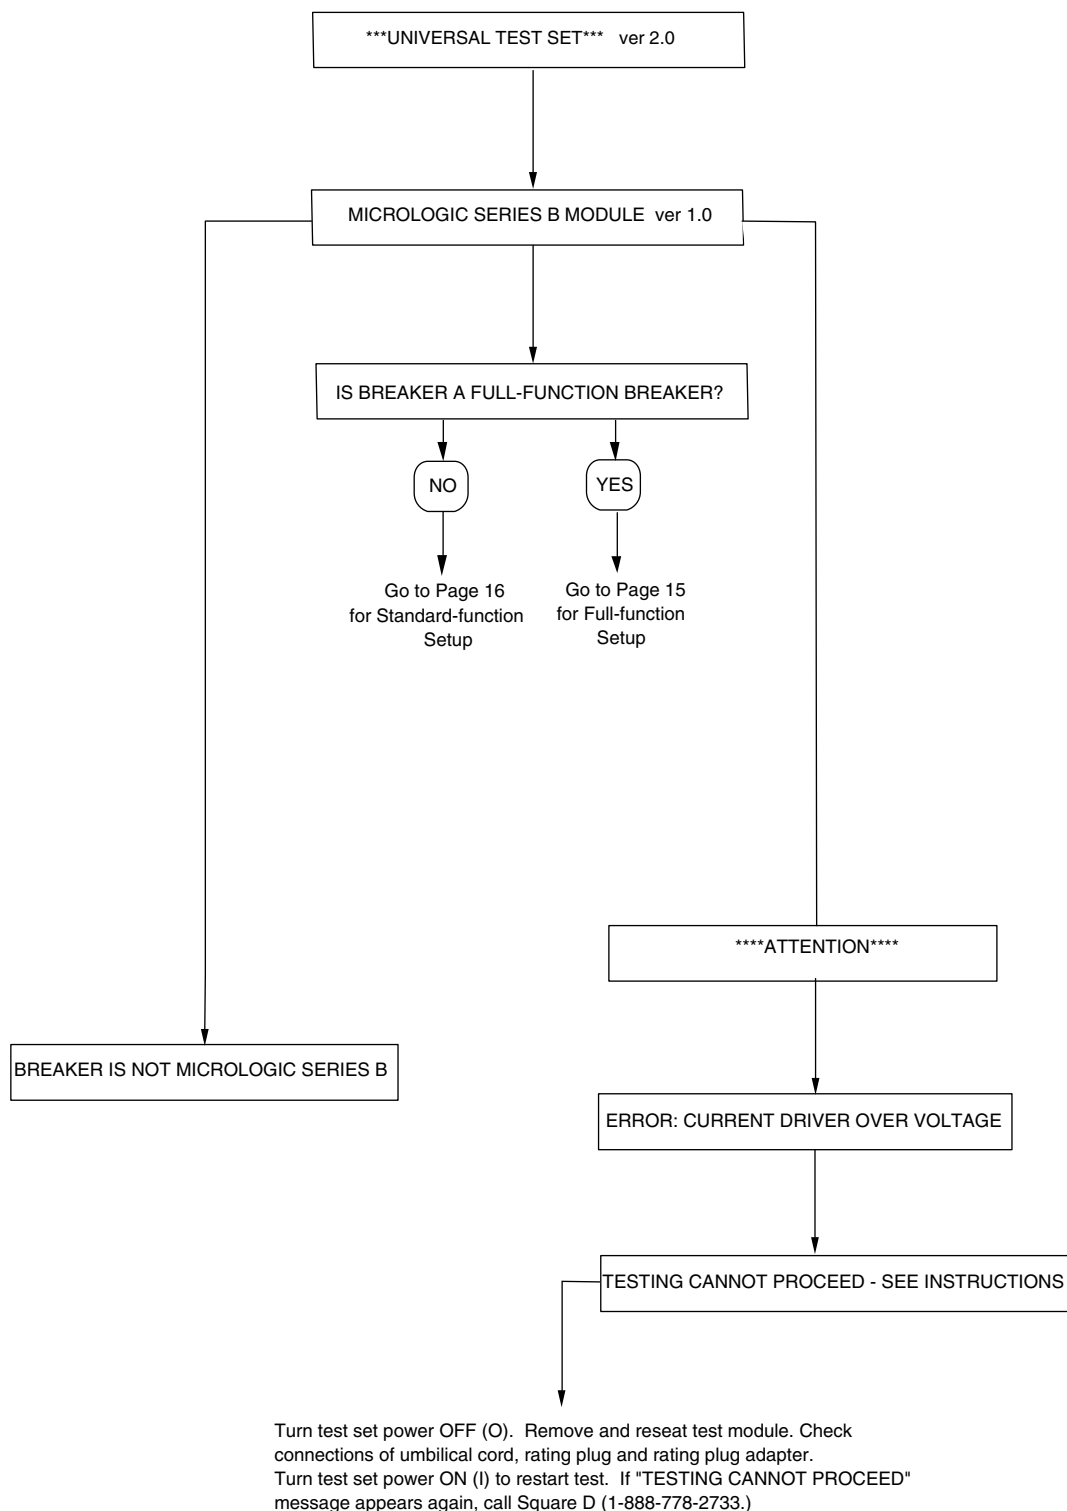 ***UNIVERSAL TEST SET*** ver 2.0
MICROLOGIC SERIES B MODULE ver 1.0
IS BREAKER A FULL-FUNCTION BREAKER?
NO
YES
Go to Page 16
for Standard-function
Setup
Go to Page 15
for Full-function
Setup
****ATTENTION****
BREAKER IS NOT MICROLOGIC SERIES B
ERROR: CURRENT DRIVER OVER VOLTAGE
TESTING CANNOT PROCEED - SEE INSTRUCTIONS
Turn test set power OFF (O). Remove and reseat test module. Check
connections of umbilical cord, rating plug and rating plug adapter.
Turn test set power ON (I) to restart test. If "TESTING CANNOT PROCEED"
message appears again, call Square D (1-888-778-2733.)